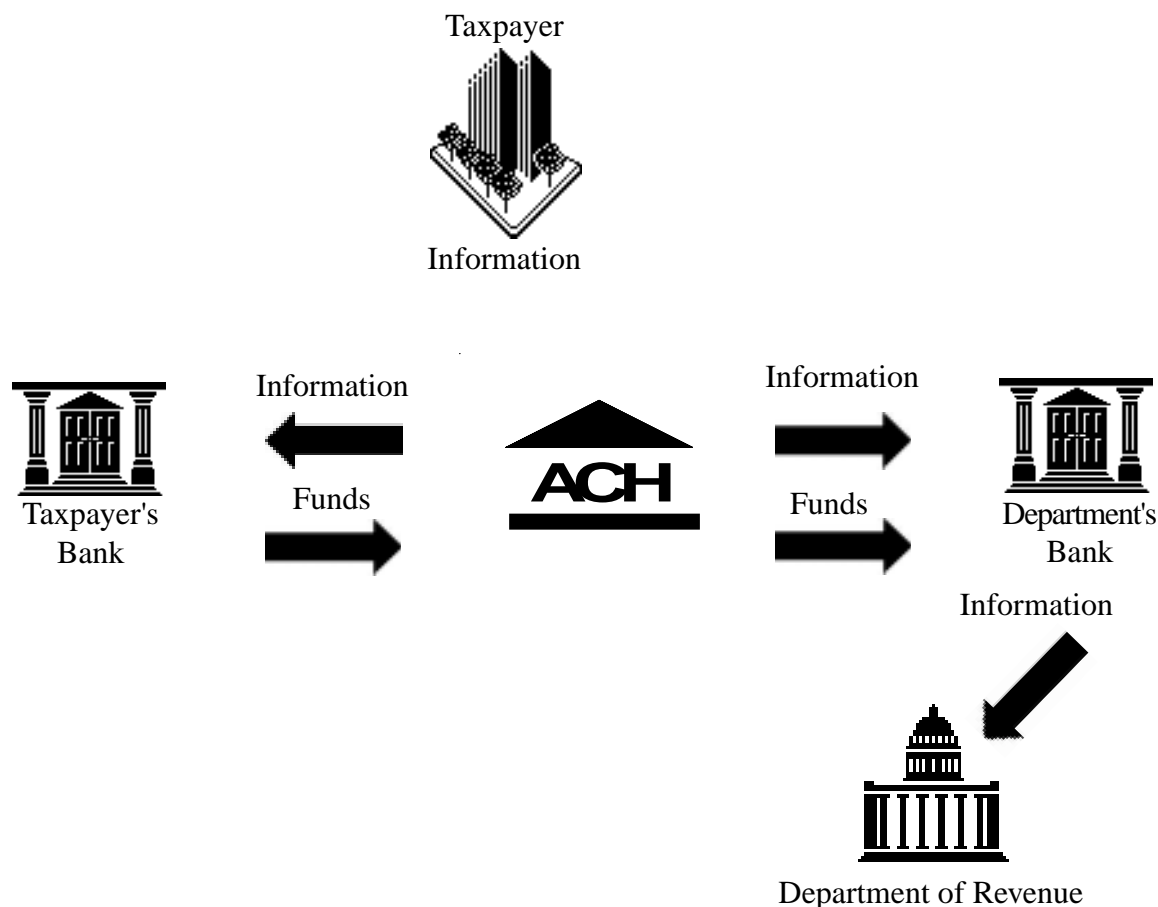 Taxpayer
Information
Information
Information
ACH
Funds
Funds
Taxpayer's
Bank
Department's
Bank
Information
Department of Revenue